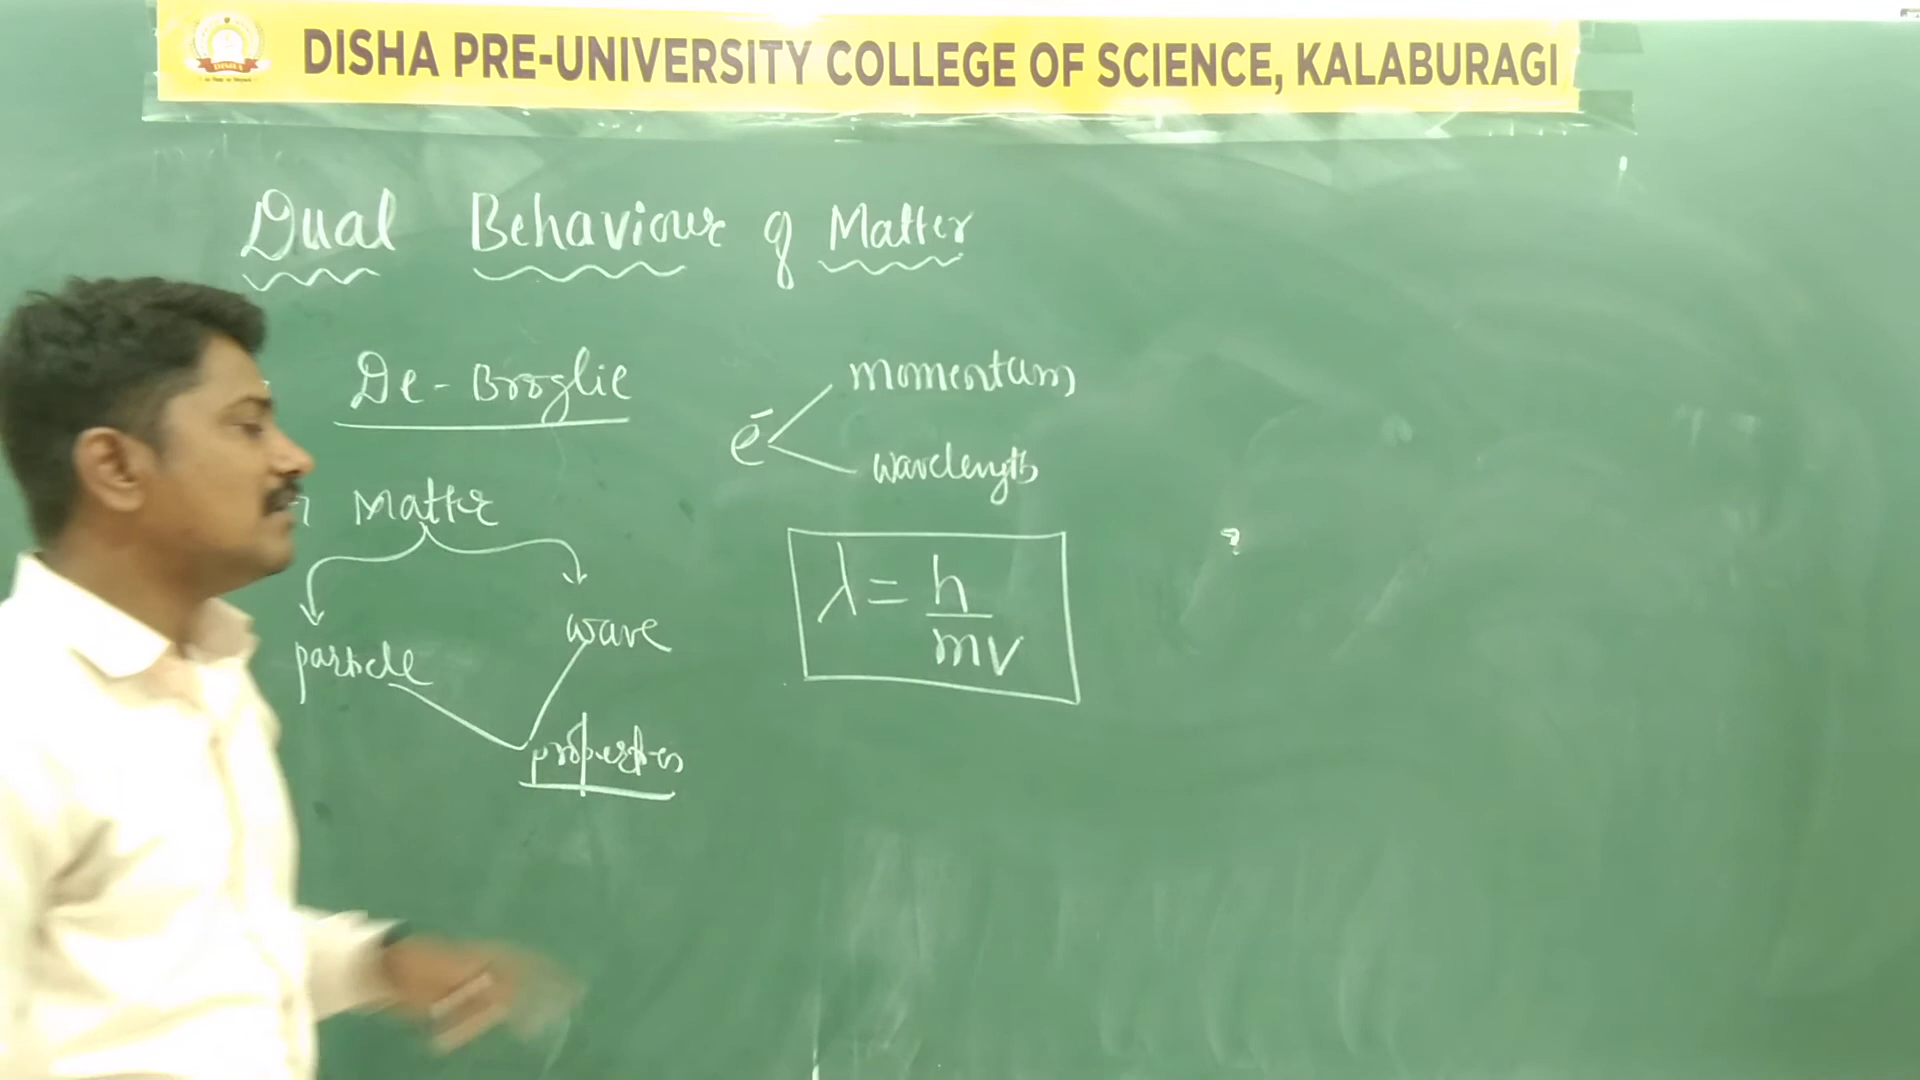 DISHA PRE-UNIVERSITY COLLEGE OF SCIENCE, KALABURAGI
DISHA
Dual Behaviour of Matter
De-Broglie
e⁻
momentum
wavelength
Matter
particle
wave
properties
λ = h/mv